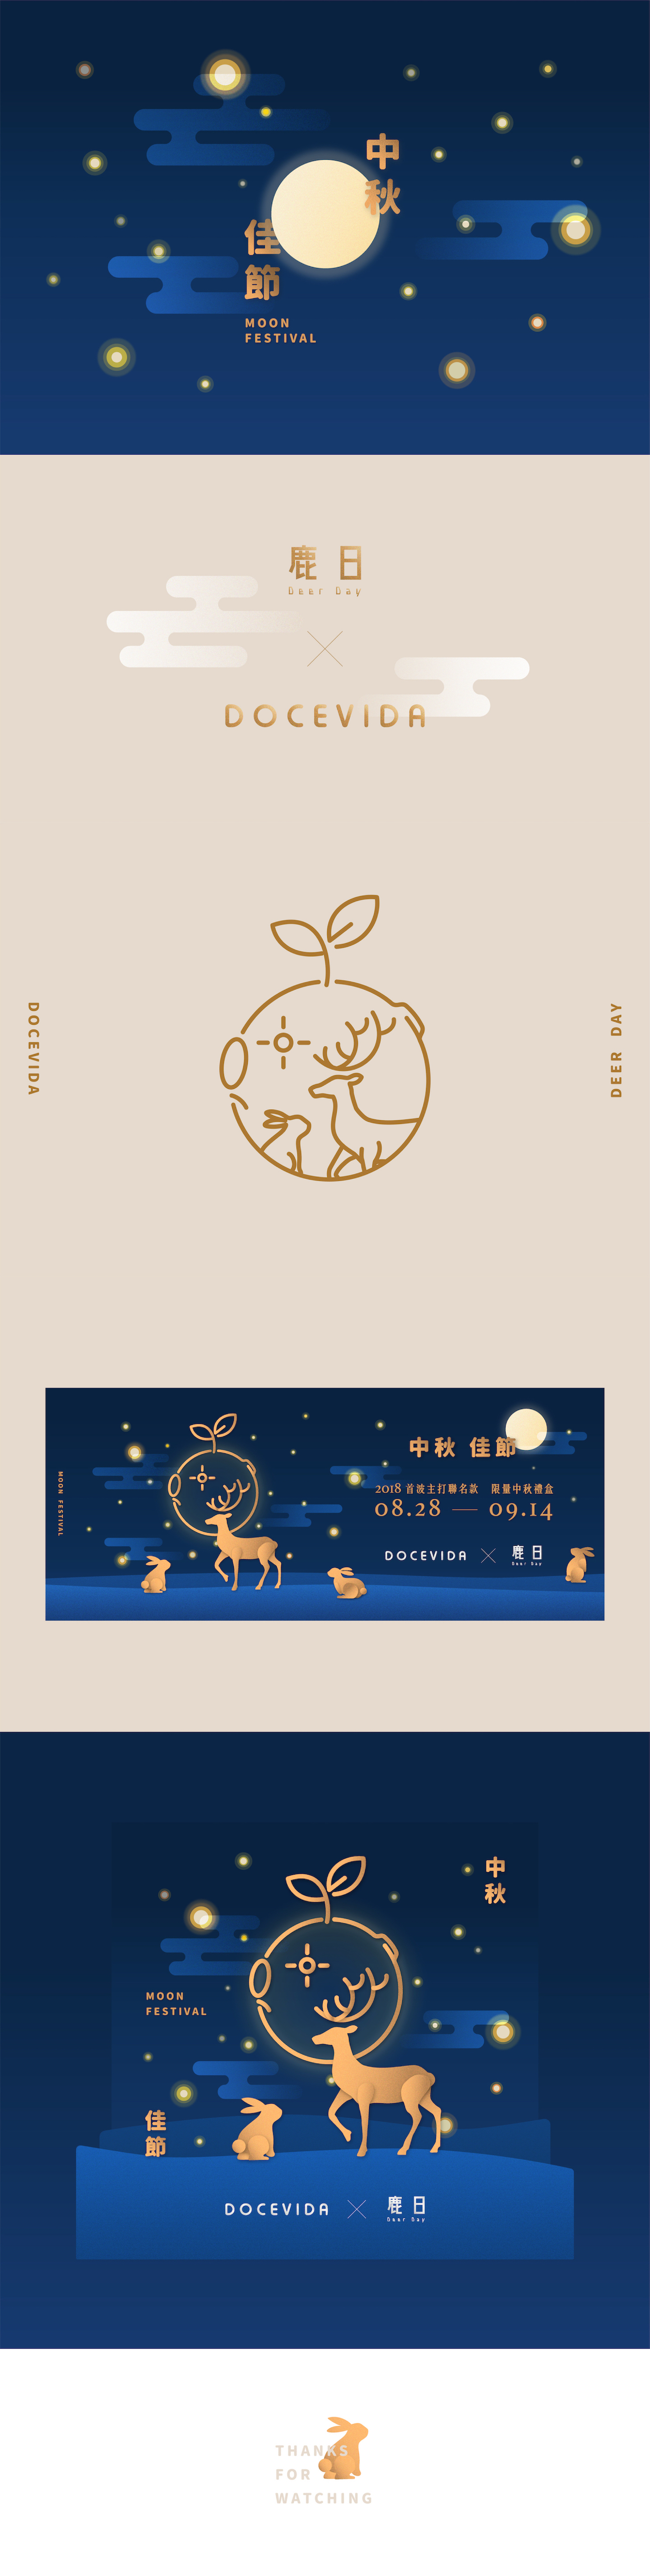 中秋
佳節
MOON
FESTIVAL
鹿日
Deer Day
DOCEVIDA
DOCEVIDA
DEER DAY
MOON FESTIVAL
中秋 佳節
2018 首波主打聯名款 限量中秋禮盒
08.28 — 09.14
DOCEVIDA
鹿日
Deer Day
中秋
MOON
FESTIVAL
佳節
DOCEVIDA
鹿日
Deer Day
THANKS
FOR
WATCHING